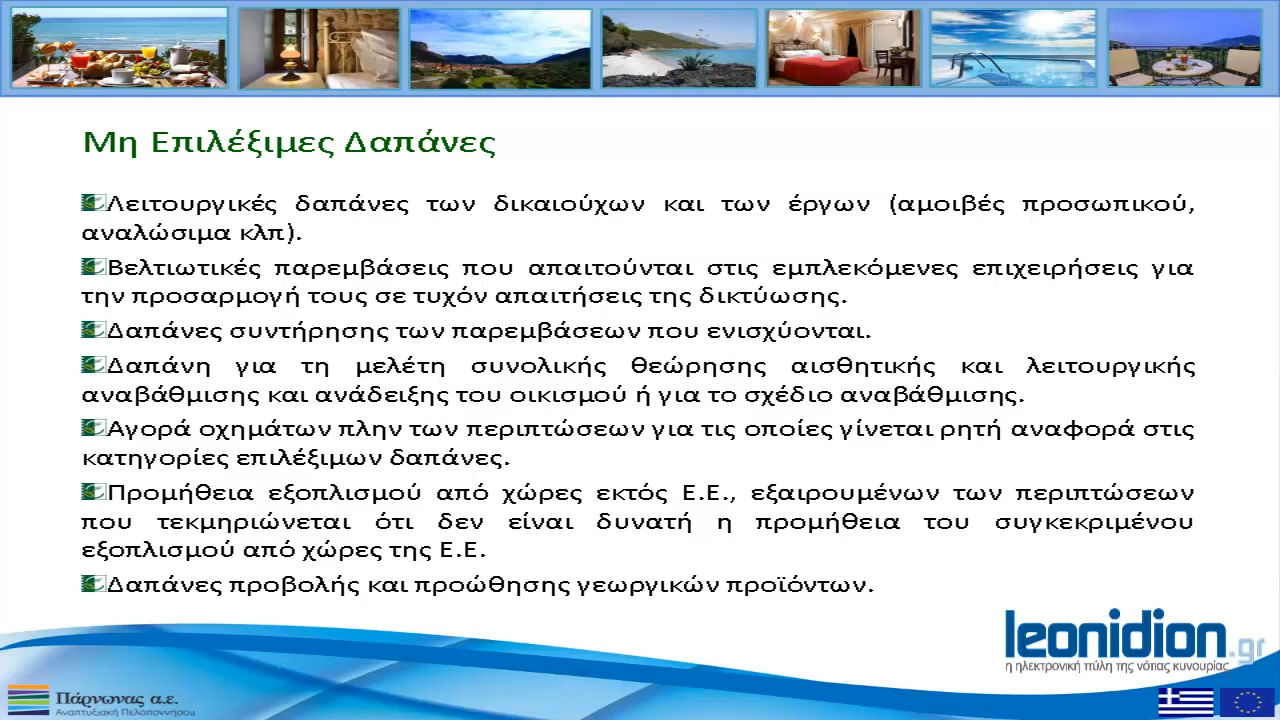 Μη Επιλέξιμες Δαπάνες
Λειτουργικές δαπάνες των δικαιούχων και των έργων (αμοιβές προσωπικού,
αναλώσιμα κλπ).
Βελτιωτικές παρεμβάσεις που απαιτούνται στις εμπλεκόμενες επιχειρήσεις για
την προσαρμογή τους σε τυχόν απαιτήσεις της δικτύωσης.
Δαπάνες συντήρησης των παρεμβάσεων που ενισχύονται.
Δαπάνη για τη μελέτη συνολικής θεώρησης αισθητικής και λειτουργικής
αναβάθμισης και ανάδειξης του οικισμού ή για το σχέδιο αναβάθμισης.
Αγορά οχημάτων πλην των περιπτώσεων για τις οποίες γίνεται ρητή αναφορά στις
κατηγορίες επιλέξιμων δαπάνες.
Προμήθεια εξοπλισμού από χώρες εκτός Ε.Ε., εξαιρουμένων των περιπτώσεων
που τεκμηριώνεται ότι δεν είναι δυνατή η προμήθεια του συγκεκριμένου
εξοπλισμού από χώρες της Ε.Ε.
Δαπάνες προβολής και προώθησης γεωργικών προϊόντων.
leonidion.gr
η ηλεκτρονική πύλη της νότιας κυνουρίας
Πάρνωνας α.ε.
Αναπτυξιακή Πελοποννήσου